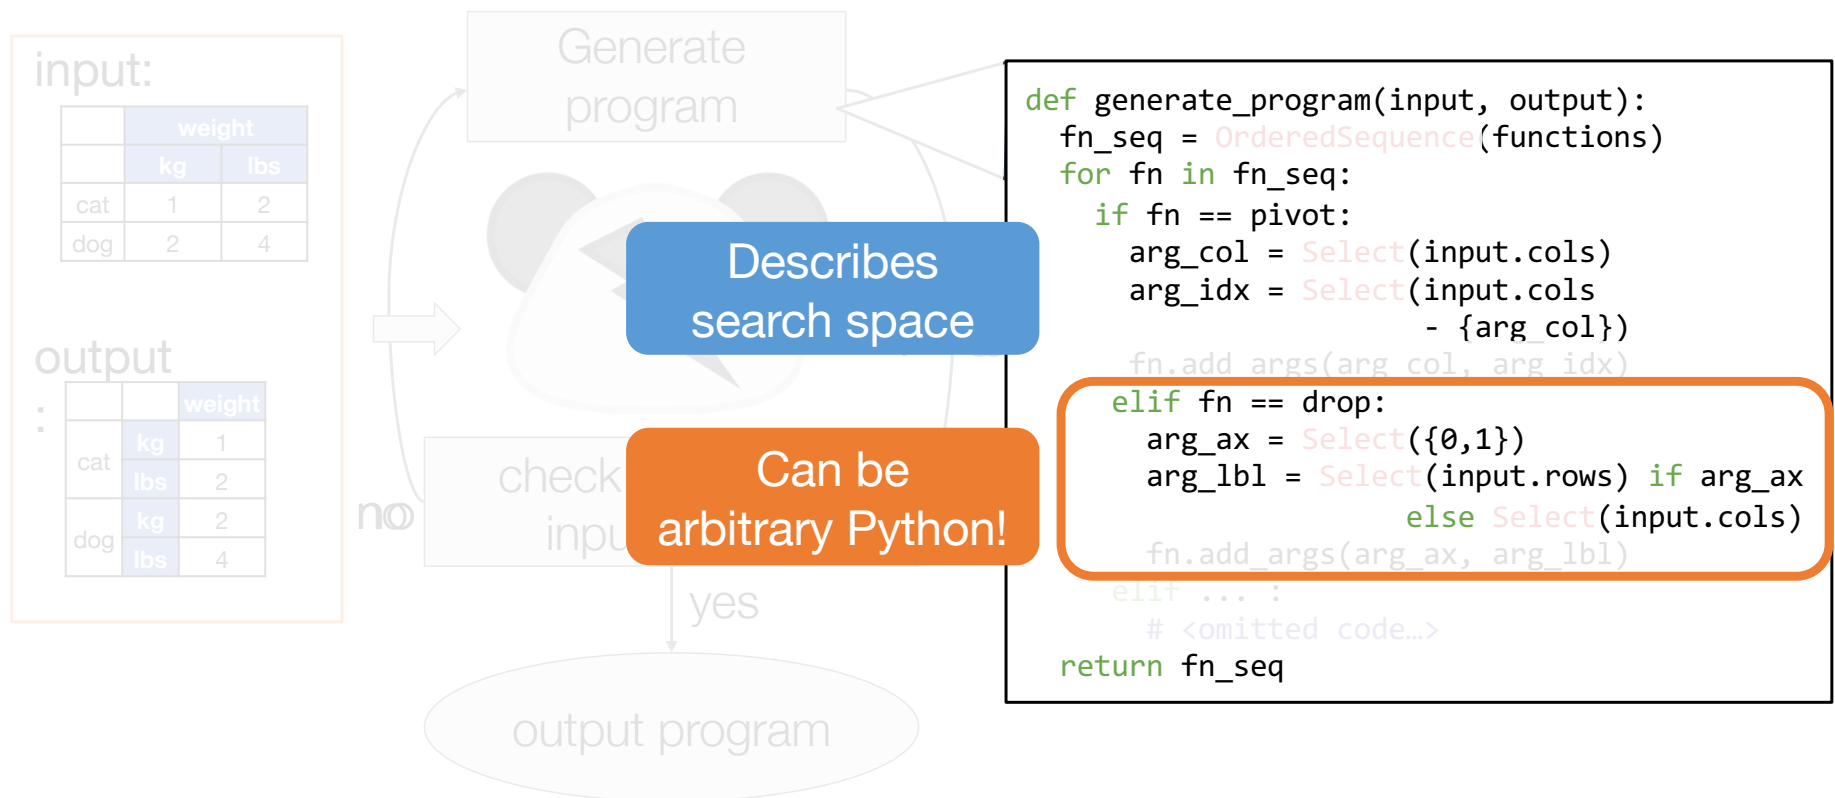 input:
weight
kg lbs
cat 1 2
dog 2 4
output
:
weight
cat kg 1
lbs 2
dog kg 2
lbs 4
Generate
program
Describes
search space
check
inpu
Can be
arbitrary Python!
no
yes
output program
def generate_program(input, output):
fn_seq = OrderedSequence(functions)
for fn in fn_seq:
if fn == pivot:
arg_col = Select(input.cols)
arg_idx = Select(input.cols
- {arg_col})
fn.add_args(arg_col, arg_idx)
elif fn == drop:
arg_ax = Select({0,1})
arg_lbl = Select(input.rows) if arg_ax
else Select(input.cols)
fn.add_args(arg_ax, arg_lbl)
elif ... :
# <omitted code…>
return fn_seq